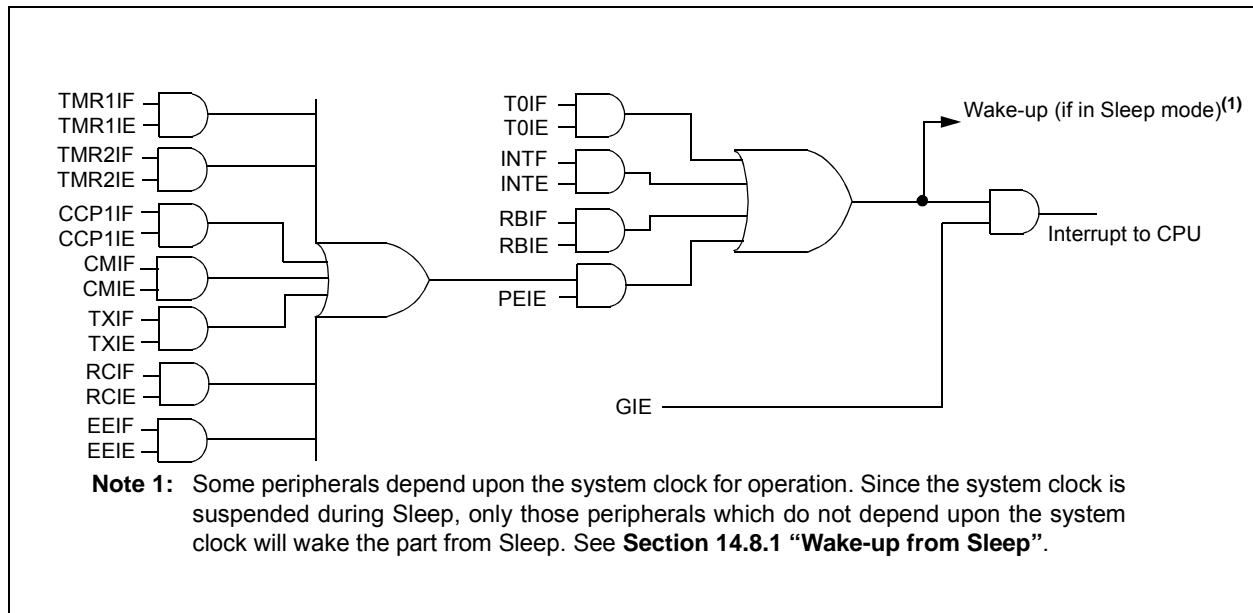 TMR1IF
TMR1IE
TMR2IF
TMR2IE
CCP1IF
CCP1IE
CMIF
CMIE
TXIF
TXIE
RCIF
RCIE
EEIF
EEIE
T0IF
T0IE
INTF
INTE
RBIF
RBIE
PEIE
GIE
Wake-up (if in Sleep mode)(1)
Interrupt to CPU
Note 1: Some peripherals depend upon the system clock for operation. Since the system clock is
suspended during Sleep, only those peripherals which do not depend upon the system
clock will wake the part from Sleep. See Section 14.8.1 “Wake-up from Sleep”.